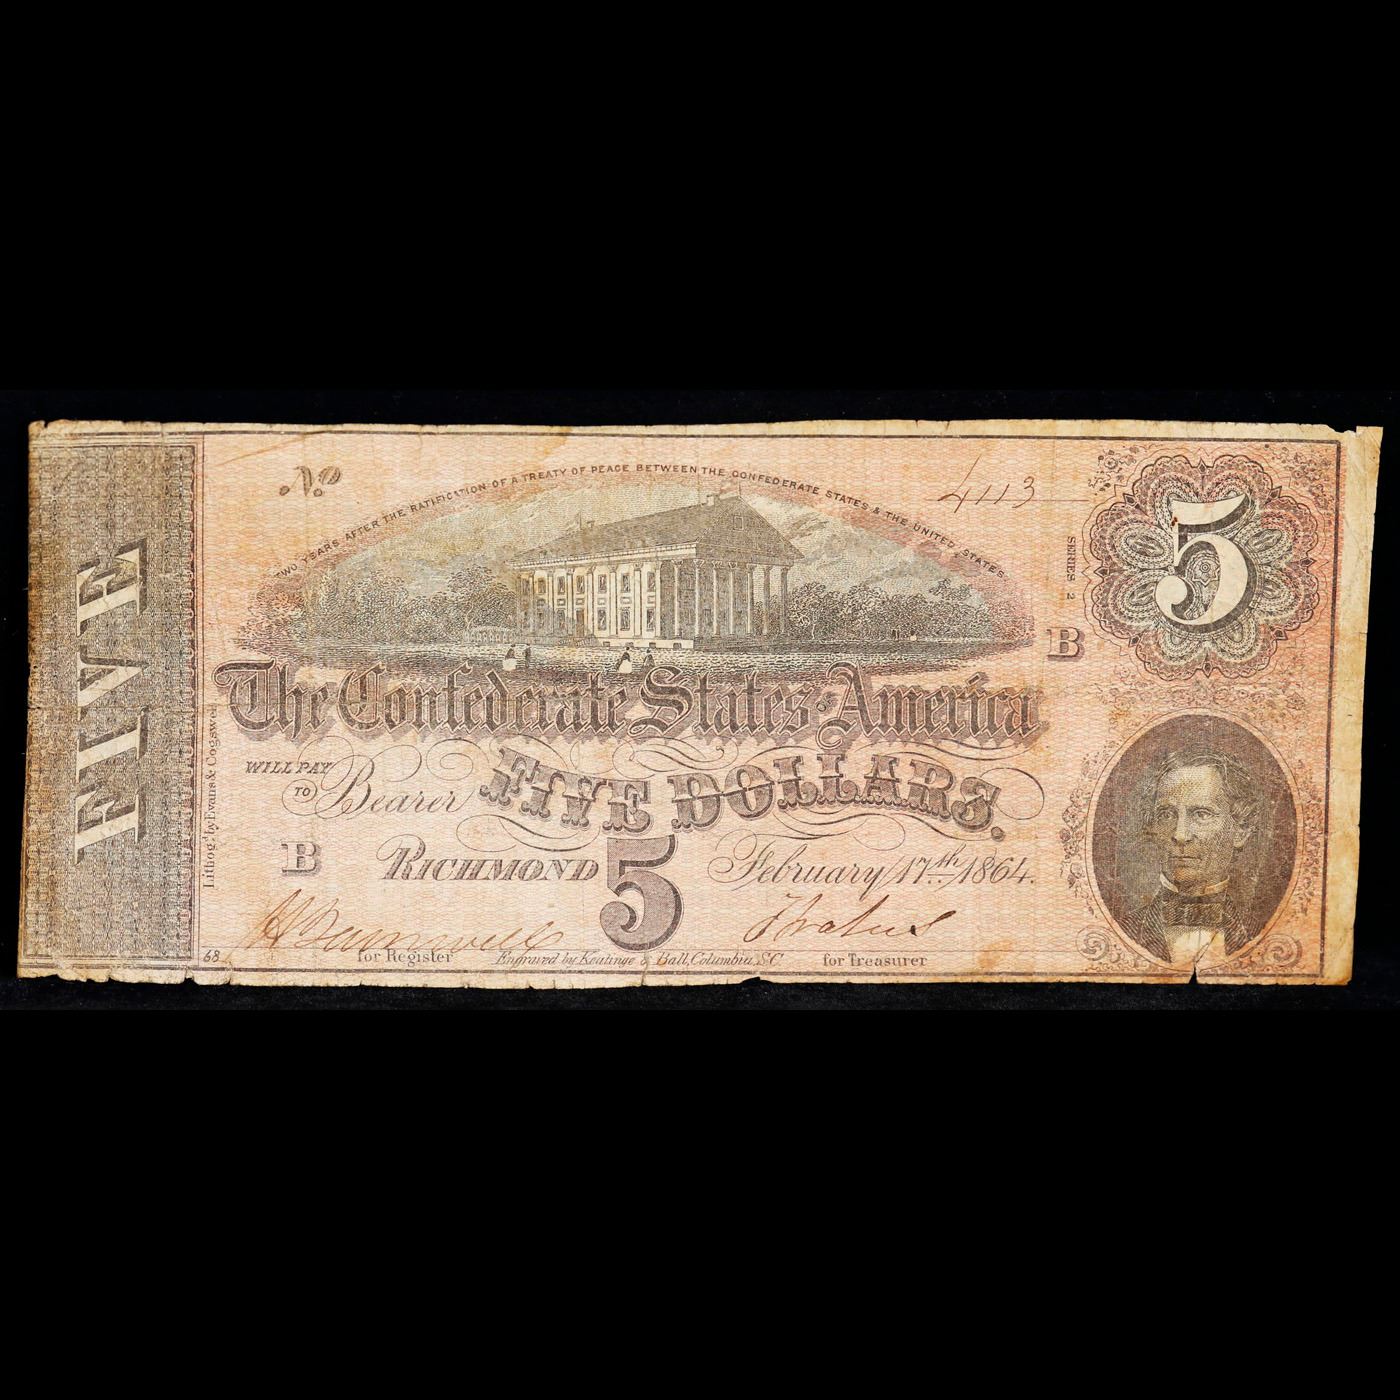 No
4113
TWO YEARS AFTER THE RATIFICATION OF A TREATY OF PEACE BETWEEN THE CONFEDERATE STATES & THE UNITED STATES
SERIES 2
5
B
FIVE
The Confederate States of America
WILL PAY
TO Bearer FIVE DOLLARS.
B RICHMOND 5 February 17th 1864.
Lithog'd by Evans & Cogswell
68
for Register
Engraved by Keatinge & Ball, Columbia, S.C.
for Treasurer